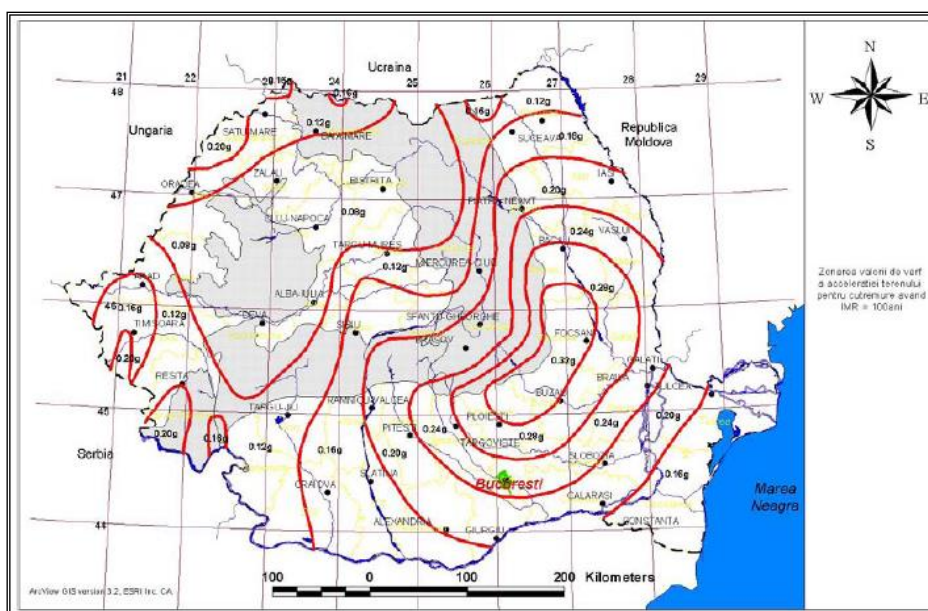 21 22 23 0.16g 24 25 26 27 28 29
48
Ucraina
0.16g
0.16g
0.12g
Ungaria
0.12g
SATU MARE
BAIA MARE
0.20g
SUCEAVA
0.16g
Republica
Moldova
N
W E
S
ZALAU
ORADEA
BISTRITA
IASI
47
0.20g
PIATRA NEAMT
0.08g
CLUJ-NAPOCA
0.24g
VASLUI
BACAU
0.08g
TARGU MURES
0.12g
MIERCUREA-CIUC
0.28g
Zonarea valorii de varf
a acceleratiei terenului
pentru cutremure avand
IMR = 100ani
ARAD
ALBA-IULIA
46
0.16g
0.12g
TIMISOARA
DEVA
SIBIU
SFANTU GHEORGHE
BRASOV
FOCSANI
0.20g
0.32g
GALATI
RESITA
BRAILA
TULCEA
BUZAU
45
RAMNICU VALCEA
TARGU-JIU
PLOIESTI
0.20g
PITESTI
0.24g
0.24g
0.20g
0.16g
TARGOVISTE
0.28g
Serbia
0.12g
0.16g
0.20g
SLOBOZIA
0.16g
SLATINA
Bucuresti
CRAIOVA
CALARASI
Marea
Neagra
44
ALEXANDRIA
GIURGIU
CONSTANTA
100 0 100 200 Kilometers
ArcView GIS version 3.2, ESRI Inc. CA